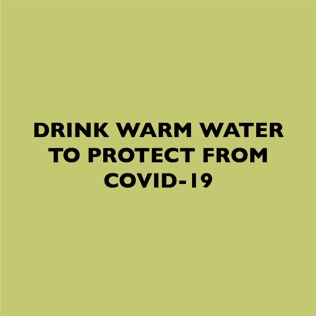 DRINK WARM WATER
TO PROTECT FROM
COVID-19